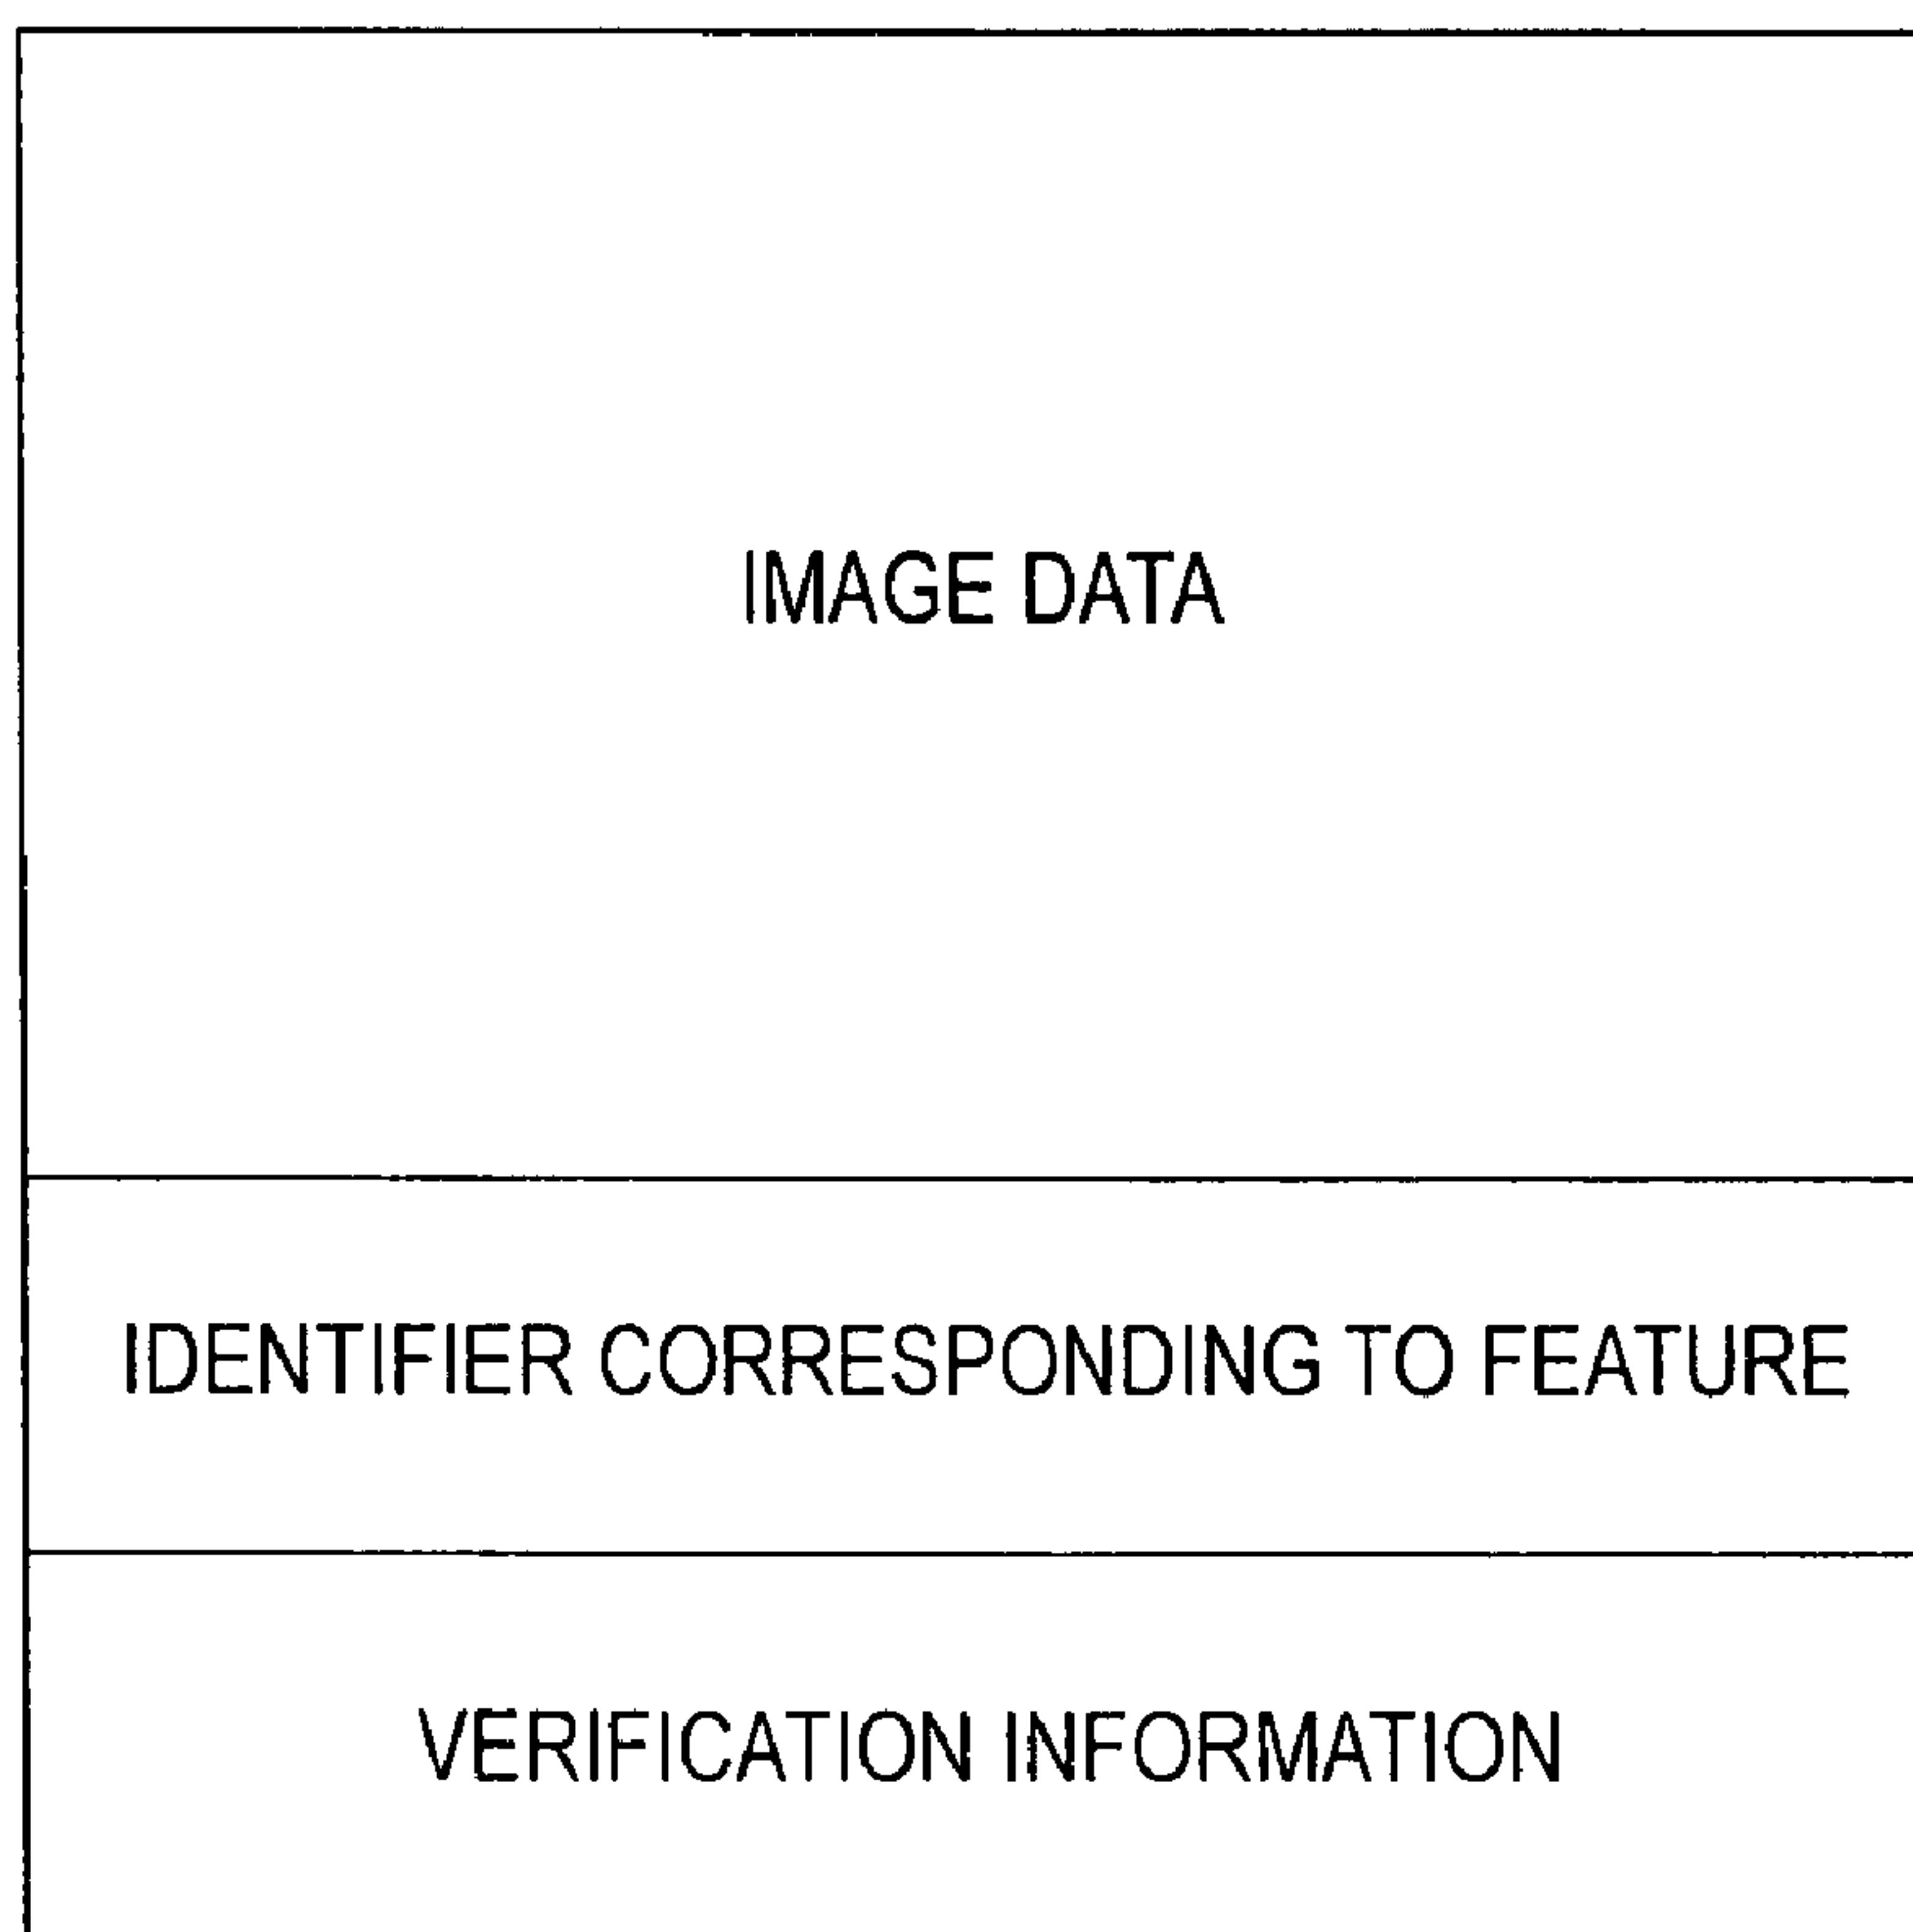 IMAGE DATA
IDENTIFIER CORRESPONDING TO FEATURE
VERIFICATION INFORMATION